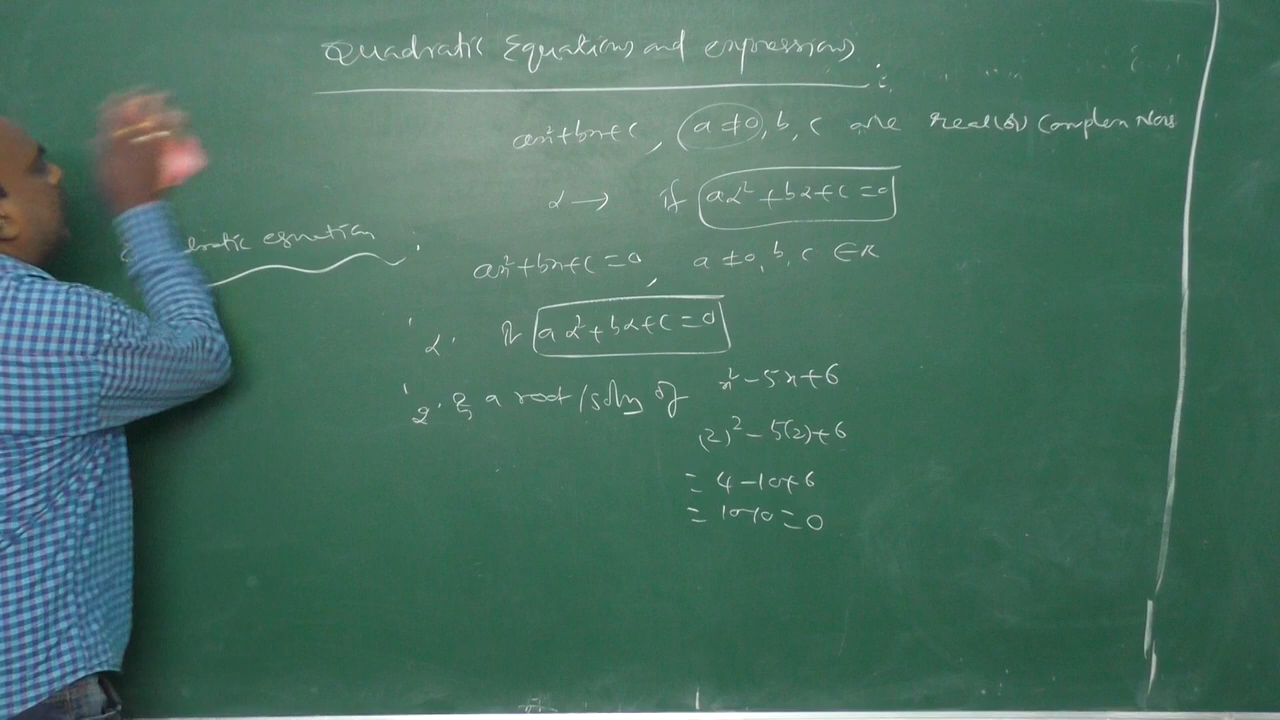 Quadratic Equations and expressions
ax²+bx+c, a≠0, b, c are real(or) complex Nos
α → if aα²+bα+c=0
equation
ax²+bx+c=0, a≠0, b, c ∈ R
'α' if aα²+bα+c=0
'2' is a root/soln of x²-5x+6
(2)²-5(2)+6
= 4-10+6
= 10-10=0